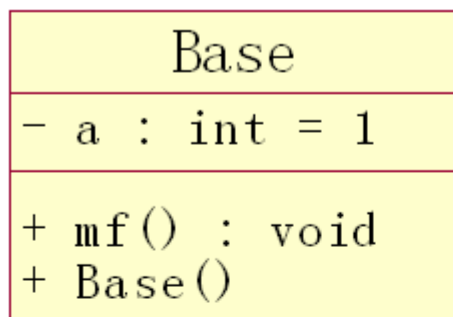 Base
- a : int = 1
+ mf() : void
+ Base()